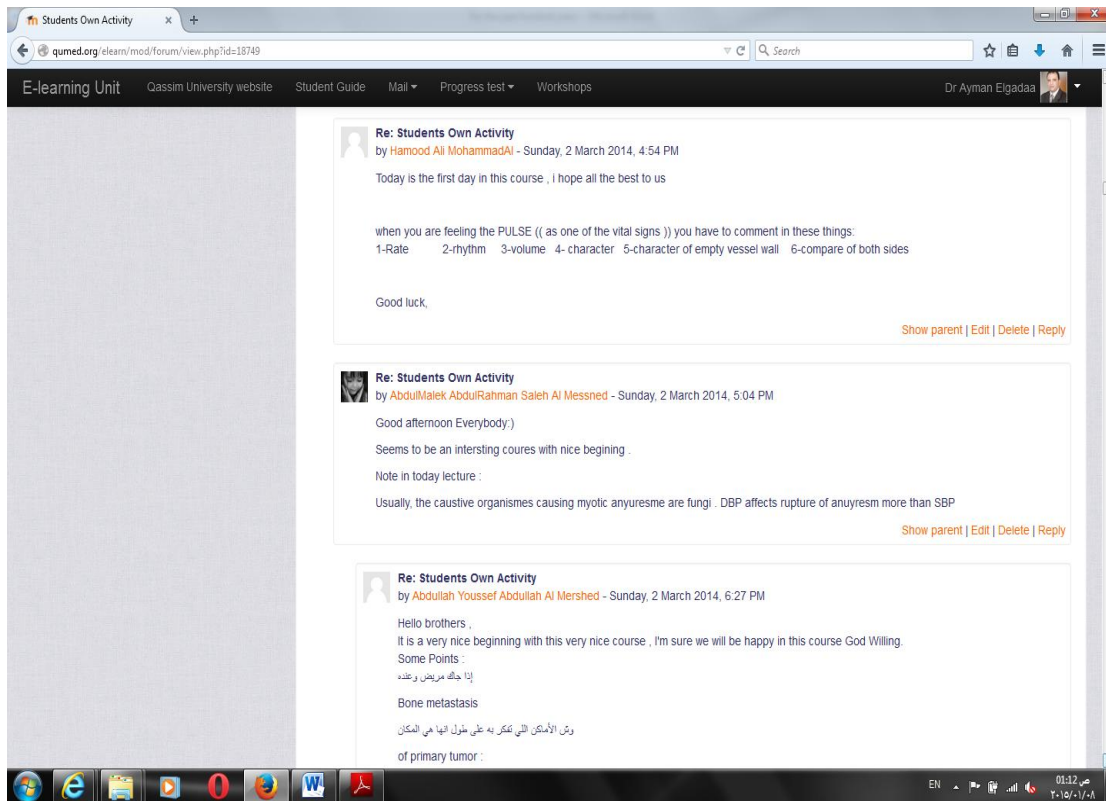 Students Own Activity
qumed.org/elearn/mod/forum/view.php?id=18749
Search
E-learning Unit Qassim University website Student Guide Mail Progress test Workshops Dr Ayman Elgadaa
Re: Students Own Activity
by Hamood Ali MohammadAl - Sunday, 2 March 2014, 4:54 PM
Today is the first day in this course , i hope all the best to us
when you are feeling the PULSE (( as one of the vital signs )) you have to comment in these things:
1-Rate 2-rhythm 3-volume 4- character 5-character of empty vessel wall 6-compare of both sides
Good luck,
Show parent | Edit | Delete | Reply
Re: Students Own Activity
by AbdulMalek AbdulRahman Saleh Al Messned - Sunday, 2 March 2014, 5:04 PM
Good afternoon Everybody:)
Seems to be an intersting coures with nice begining .
Note in today lecture :
Usually, the caustive organismes causing myotic anyuresme are fungi . DBP affects rupture of anuyresm more than SBP
Show parent | Edit | Delete | Reply
Re: Students Own Activity
by Abdullah Youssef Abdullah Al Mershed - Sunday, 2 March 2014, 6:27 PM
Hello brothers ,
It is a very nice beginning with this very nice course , I'm sure we will be happy in this course God Willing.
Some Points :
إذا جاك مريض وعنده
Bone metastasis
وش الأماكن اللي تفكر به على طول انها هي المكان
of primary tumor :
EN
01:12 ص
٢٠١٥/٠١/٠٨